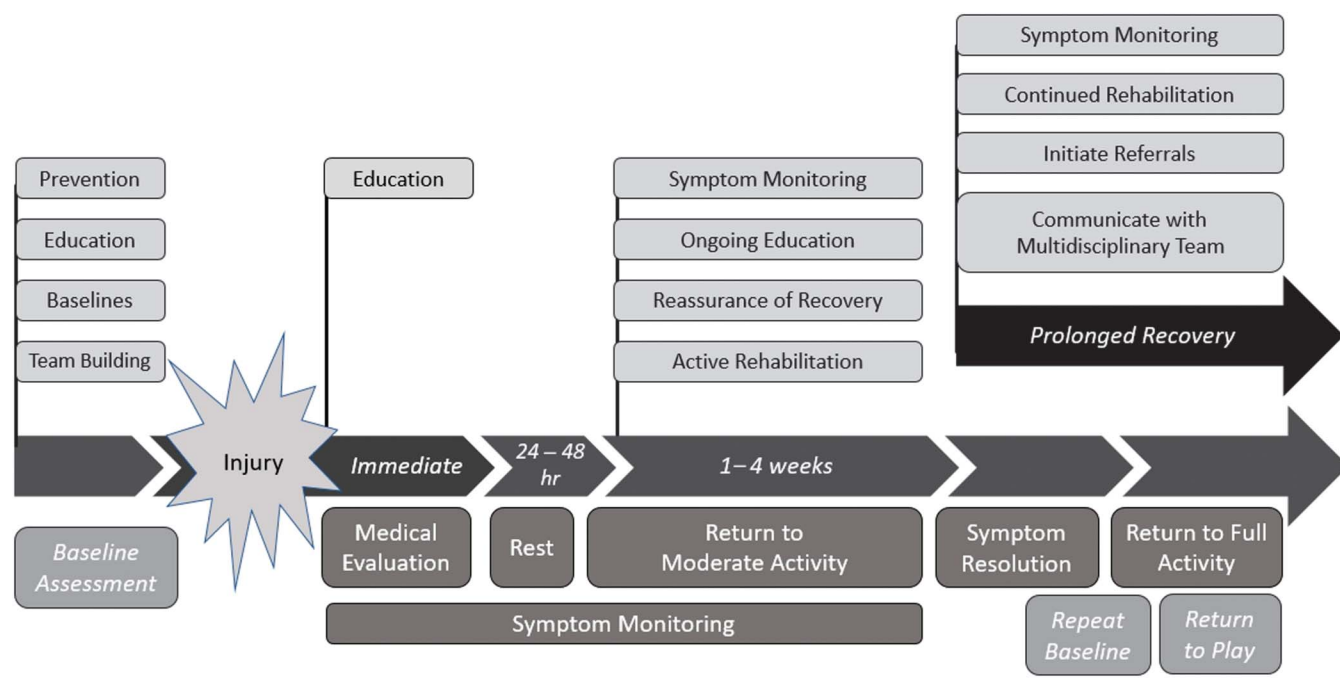 Symptom Monitoring
Continued Rehabilitation
Initiate Referrals
Communicate with
Multidisciplinary Team
Prolonged Recovery
Prevention
Education
Baselines
Team Building
Education
Symptom Monitoring
Ongoing Education
Reassurance of Recovery
Active Rehabilitation
Injury
Immediate
24 – 48
hr
1– 4 weeks
Baseline
Assessment
Medical
Evaluation
Rest
Return to
Moderate Activity
Symptom
Resolution
Return to Full
Activity
Symptom Monitoring
Repeat
Baseline
Return
to Play